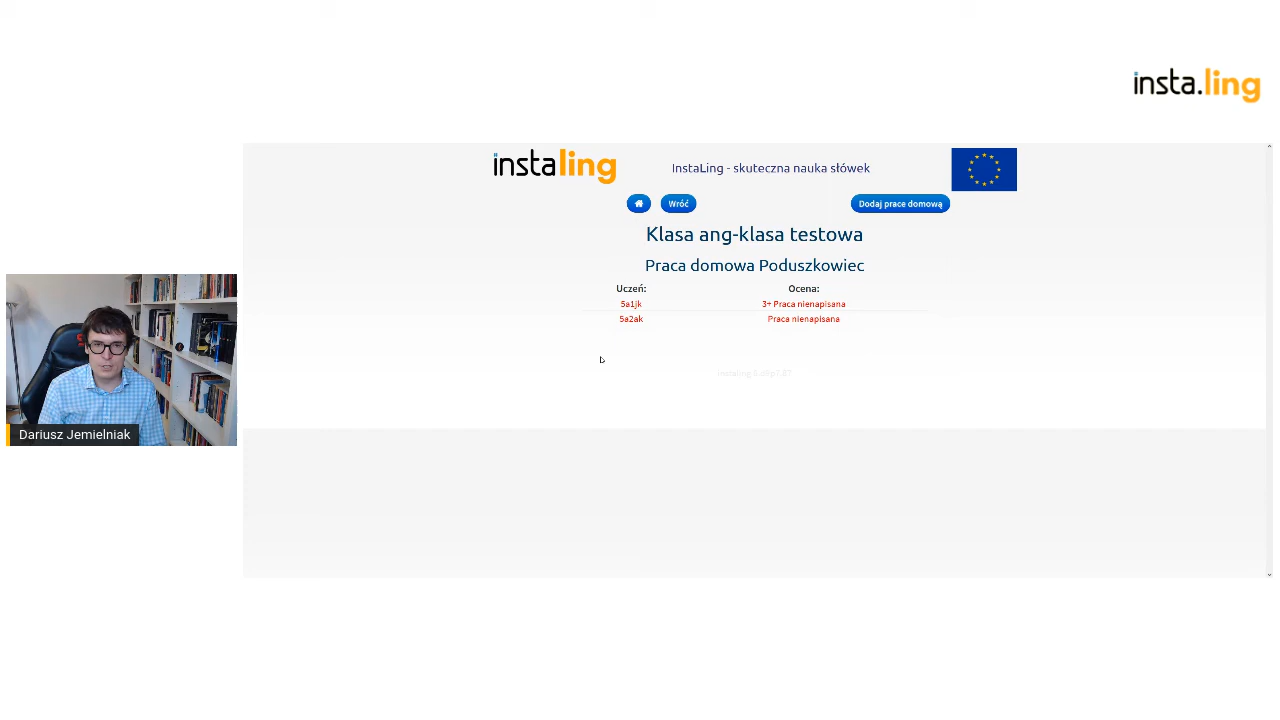 insta.ling
instaling
InstaLing - skuteczna nauka słówek
Wróć
Dodaj prace domową
Klasa ang-klasa testowa
Praca domowa Poduszkowiec
Uczeń: Ocena:
5a1jk 3+ Praca nienapisana
5a2ak Praca nienapisana
Dariusz Jemielniak